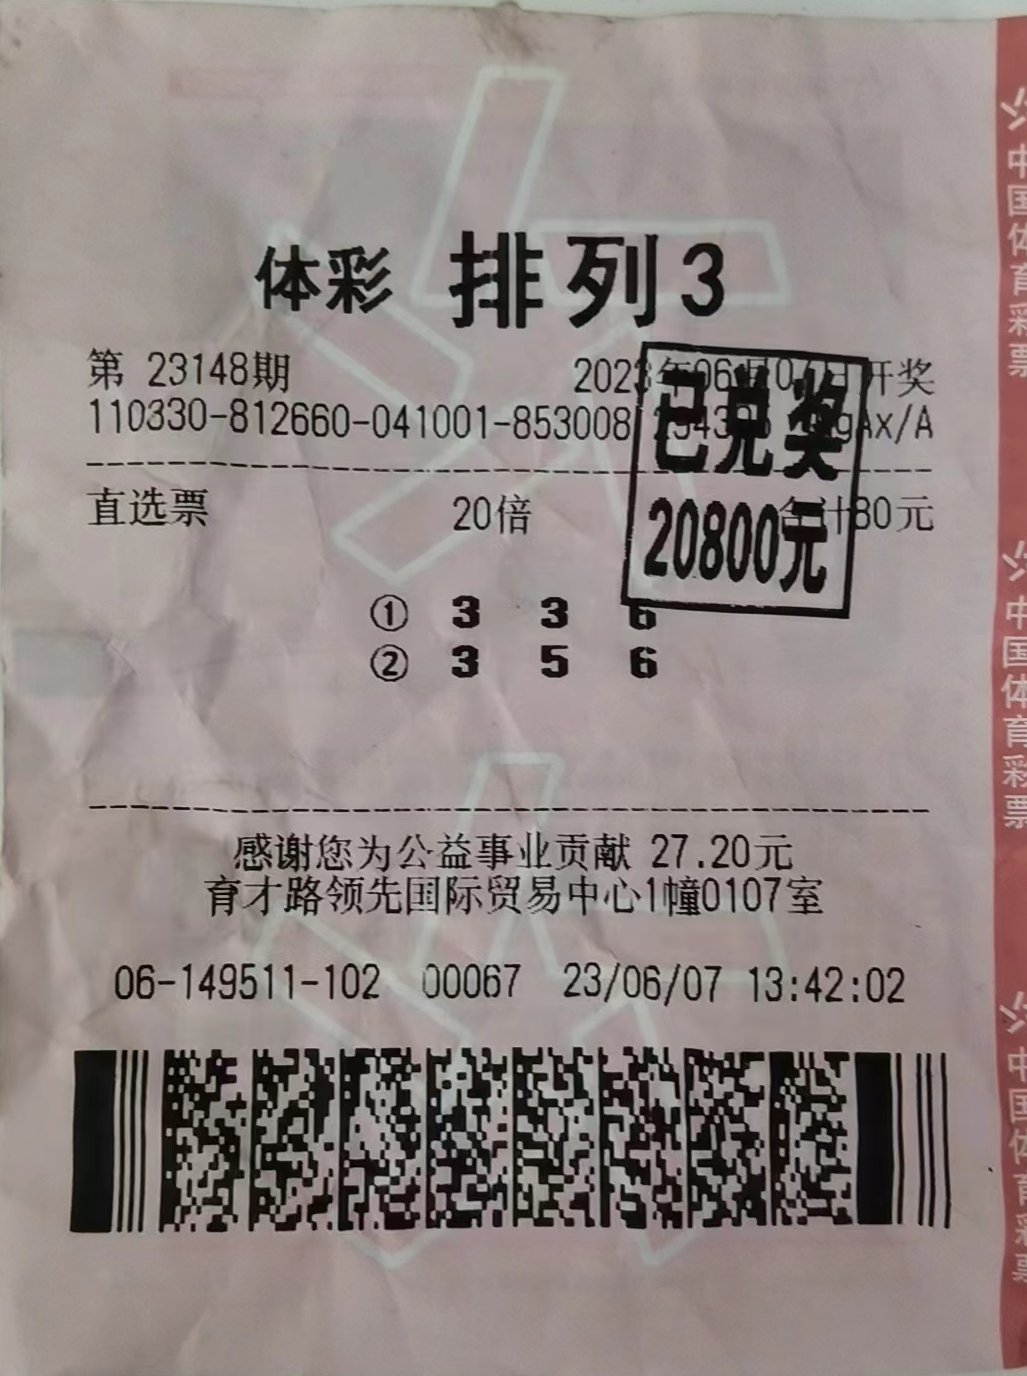 体彩 排列3
第 23148期 2023年06月07日开奖
110330-812660-041001-853008
已兑奖
直选票 20倍 合计80元
20800元
① 3 3 6
② 3 5 6
感谢您为公益事业贡献 27.20元
育才路领先国际贸易中心1幢0107室
06-149511-102 00067 23/06/07 13:42:02
中国体育彩票
中国体育彩票
中国体育彩票